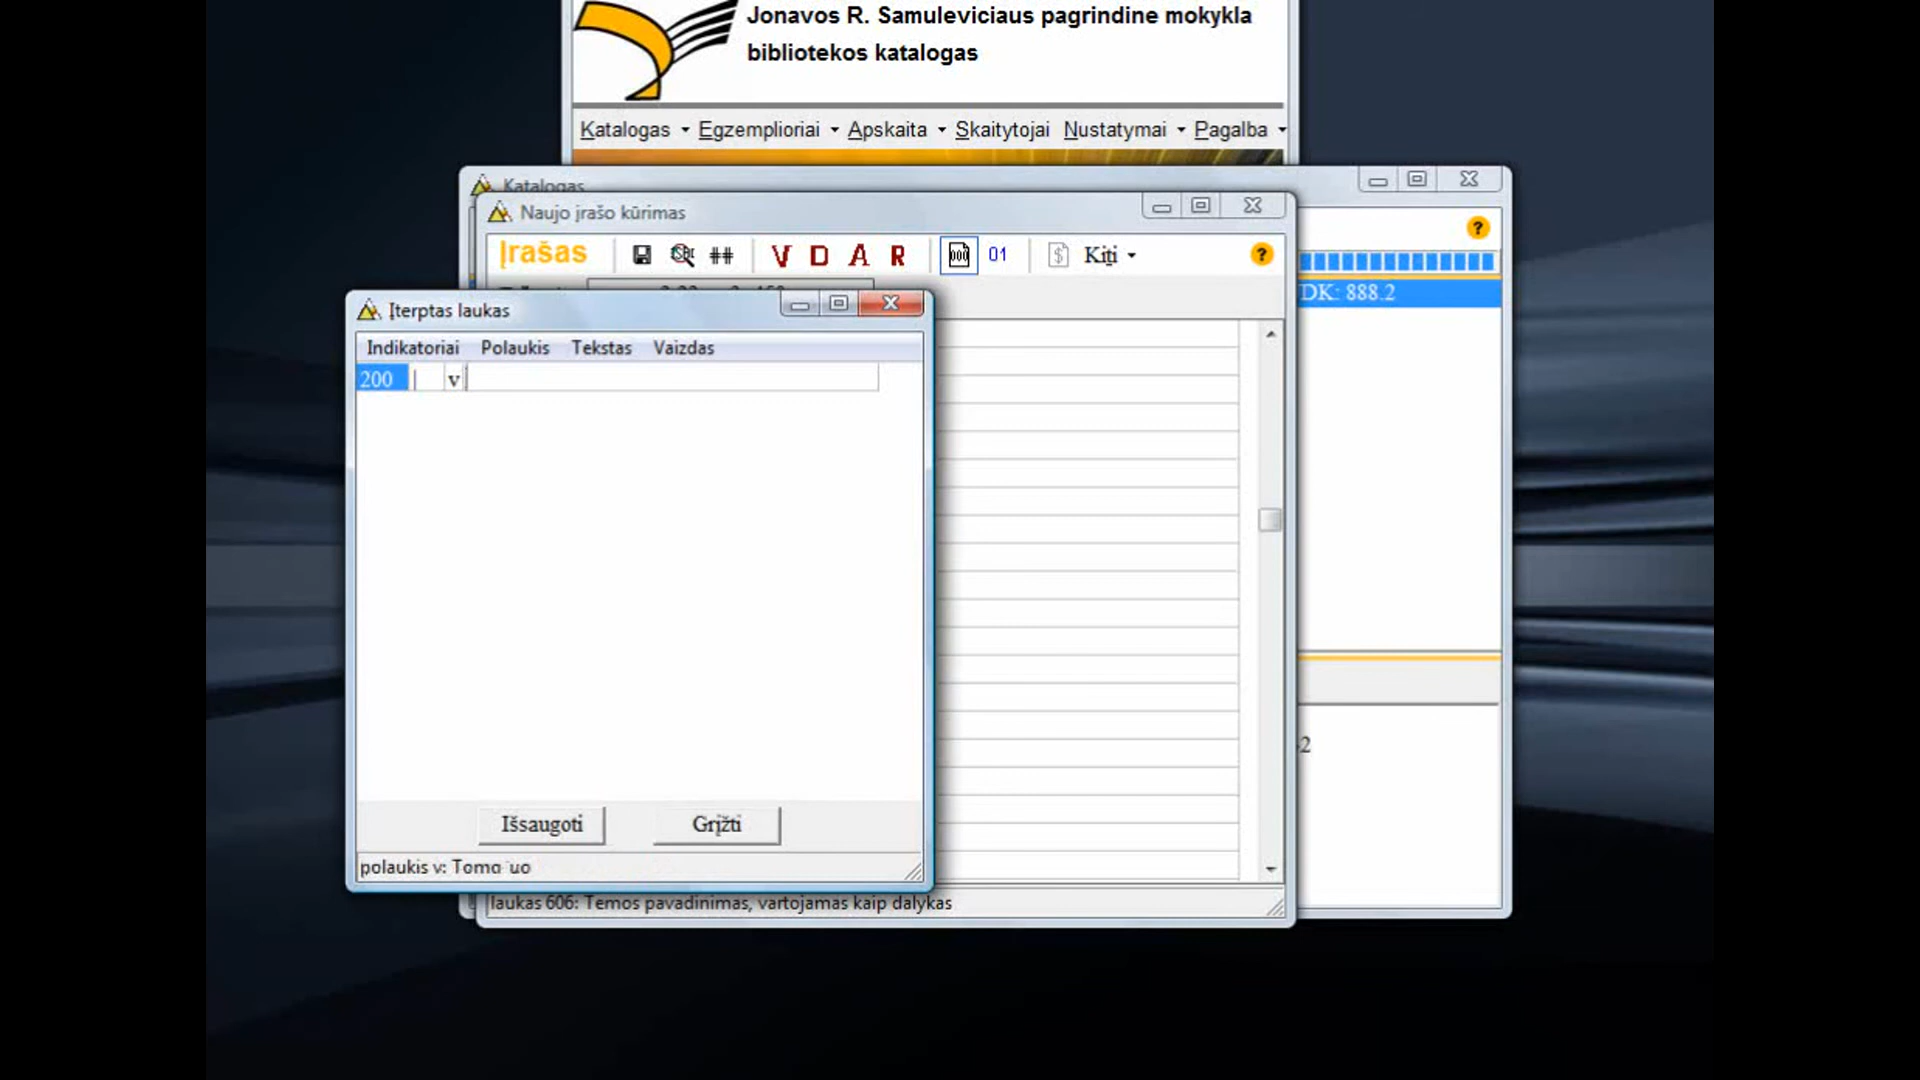 Jonavos R. Samuleviciaus pagrindine mokykla
bibliotekos katalogas
Katalogas Egzemplioriai Apskaita Skaitytojai Nustatymai Pagalba
Katalogas
Naujo įrašo kūrimas
Įrašas ## V D A R 000 01 $ Kiti ?
?
DK: 888.2
Įterptas laukas
Indikatoriai Polaukis Tekstas Vaizdas
200 v
-2
Išsaugoti Grįžti
polaukis v:
laukas 606: Temos pavadinimas, vartojamas kaip dalykas